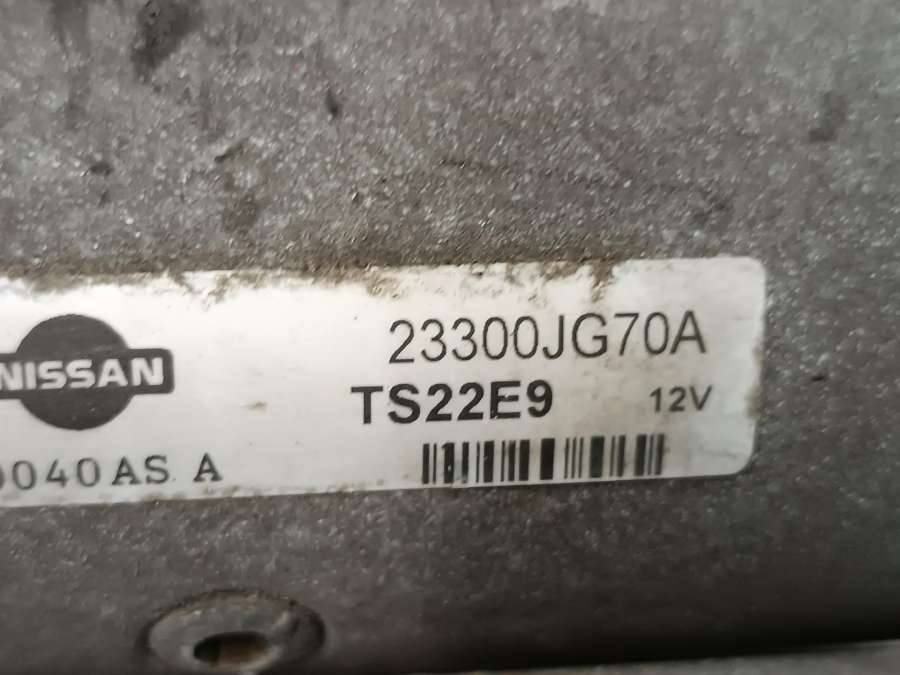 NISSAN
23300JG70A
TS22E9 12V
0040AS A